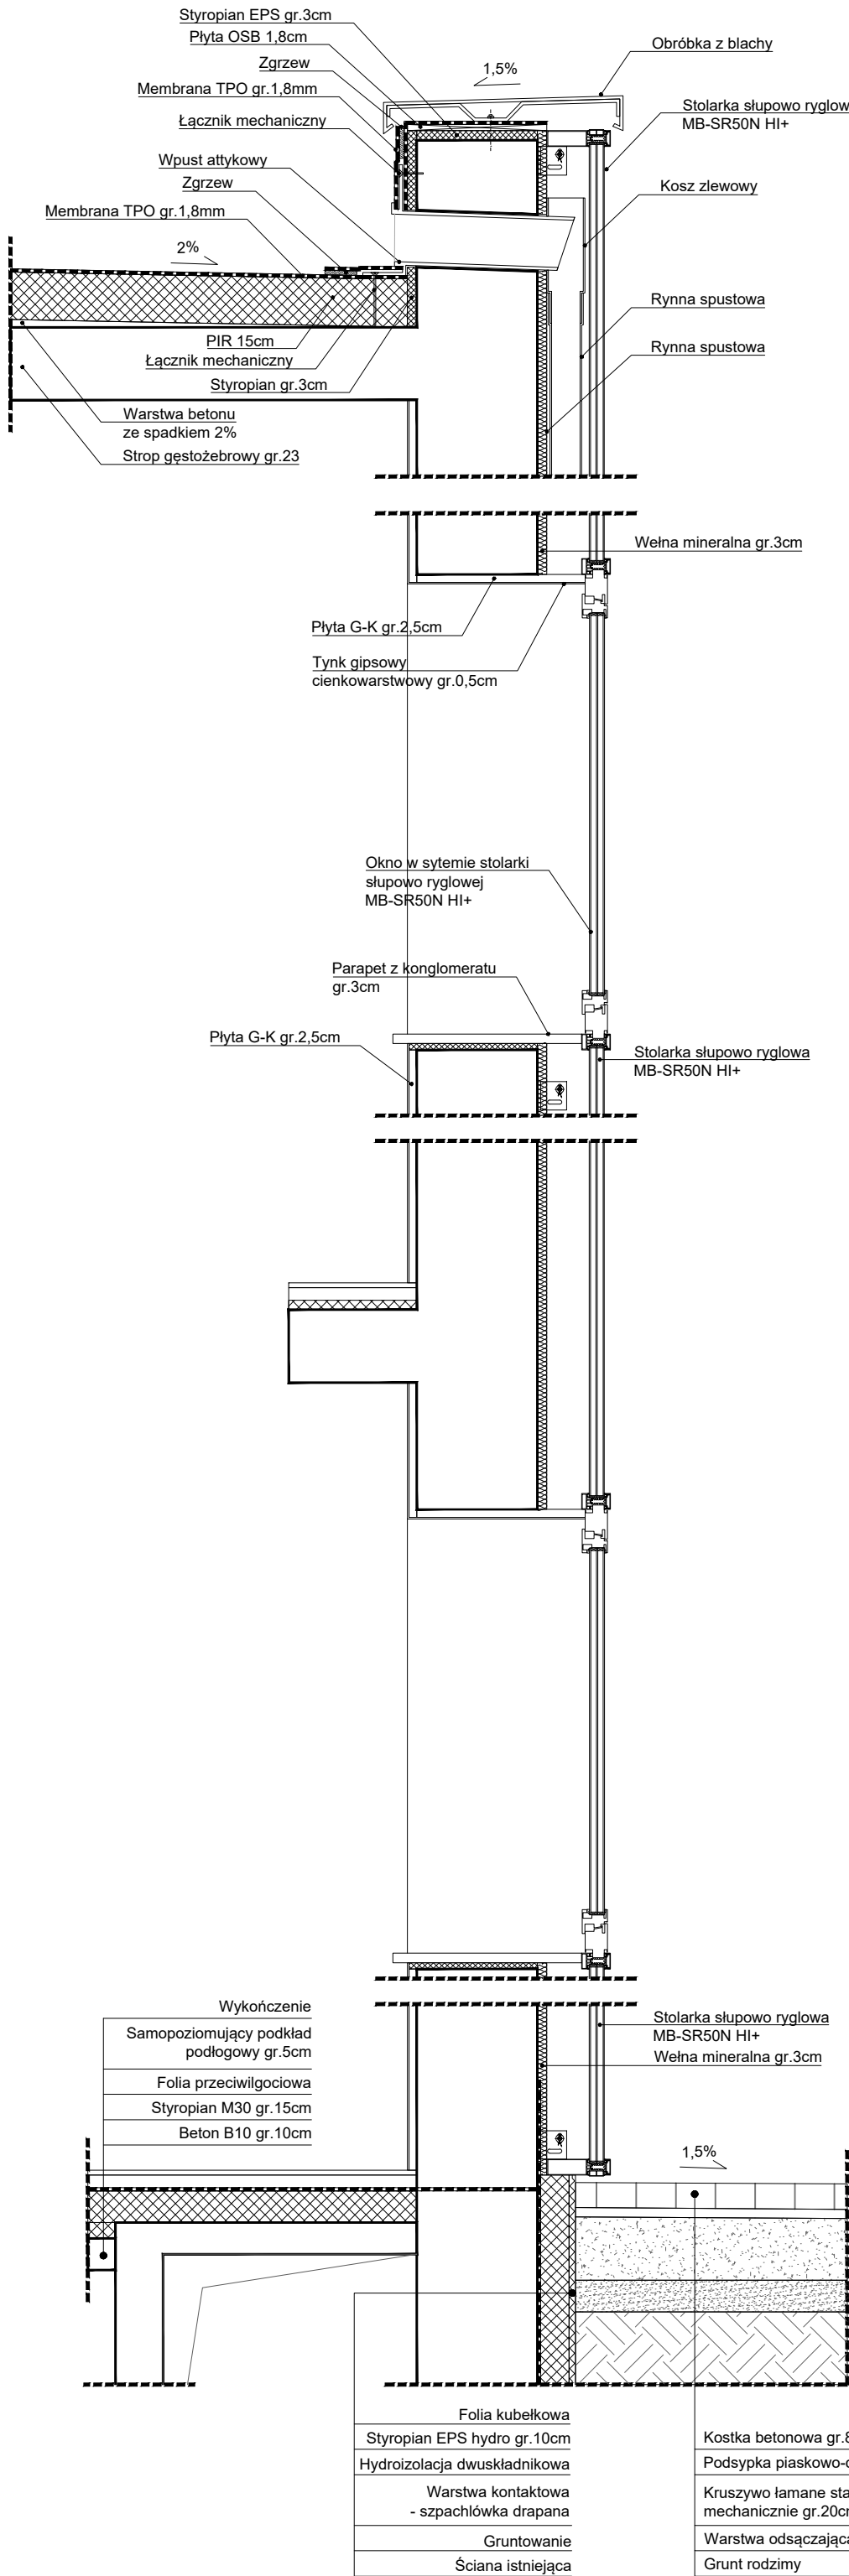 Styropian EPS gr.3cm
Płyta OSB 1,8cm
Zgrzew
Membrana TPO gr.1,8mm
Łącznik mechaniczny
Wpust attykowy
Zgrzew
Membrana TPO gr.1,8mm
2%
1,5%
Obróbka z blachy
Stolarka słupowo ryglow
MB-SR50N HI+
Kosz zlewowy
Rynna spustowa
Rynna spustowa
PIR 15cm
Łącznik mechaniczny
Styropian gr.3cm
Warstwa betonu
ze spadkiem 2%
Strop gęstożebrowy gr.23
Wełna mineralna gr.3cm
Płyta G-K gr.2,5cm
Tynk gipsowy
cienkowarstwowy gr.0,5cm
Okno w sytemie stolarki
słupowo ryglowej
MB-SR50N HI+
Parapet z konglomeratu
gr.3cm
Płyta G-K gr.2,5cm
Stolarka słupowo ryglowa
MB-SR50N HI+
Wykończenie
Samopoziomujący podkład
podłogowy gr.5cm
Folia przeciwilgociowa
Styropian M30 gr.15cm
Beton B10 gr.10cm
Stolarka słupowo ryglowa
MB-SR50N HI+
Wełna mineralna gr.3cm
1,5%
Folia kubełkowa
Styropian EPS hydro gr.10cm
Hydroizolacja dwuskładnikowa
Warstwa kontaktowa
- szpachlówka drapana
Gruntowanie
Ściana istniejąca
Kostka betonowa gr.8
Podsypka piaskowo-c
Kruszywo łamane sta
mechanicznie gr.20cm
Warstwa odsączająca
Grunt rodzimy